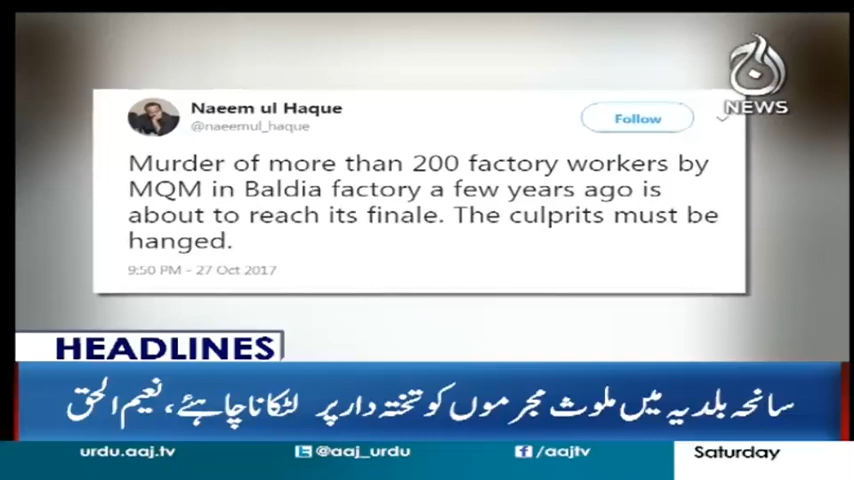 آج
NEWS
Naeem ul Haque
@naeemul_haque
Follow
Murder of more than 200 factory workers by
MQM in Baldia factory a few years ago is
about to reach its finale. The culprits must be
hanged.
9:50 PM - 27 Oct 2017
HEADLINES
سانحہ بلدیہ میں ملوث مجرموں کو تختہ دار پر لٹکانا چاہئے، نعیم الحق
urdu.aaj.tv @aaj_urdu /aajtv Saturday